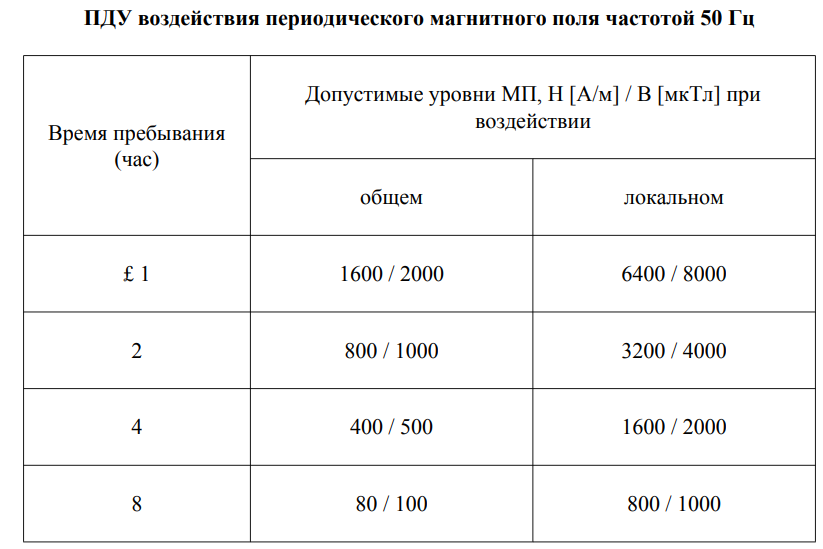 ПДУ воздействия периодического магнитного поля частотой 50 Гц
Время пребывания
(час)
Допустимые уровни МП, Н [А/м] / В [мкТл] при
воздействии
общем
локальном
£ 1
1600 / 2000
6400 / 8000
2
800 / 1000
3200 / 4000
4
400 / 500
1600 / 2000
8
80 / 100
800 / 1000